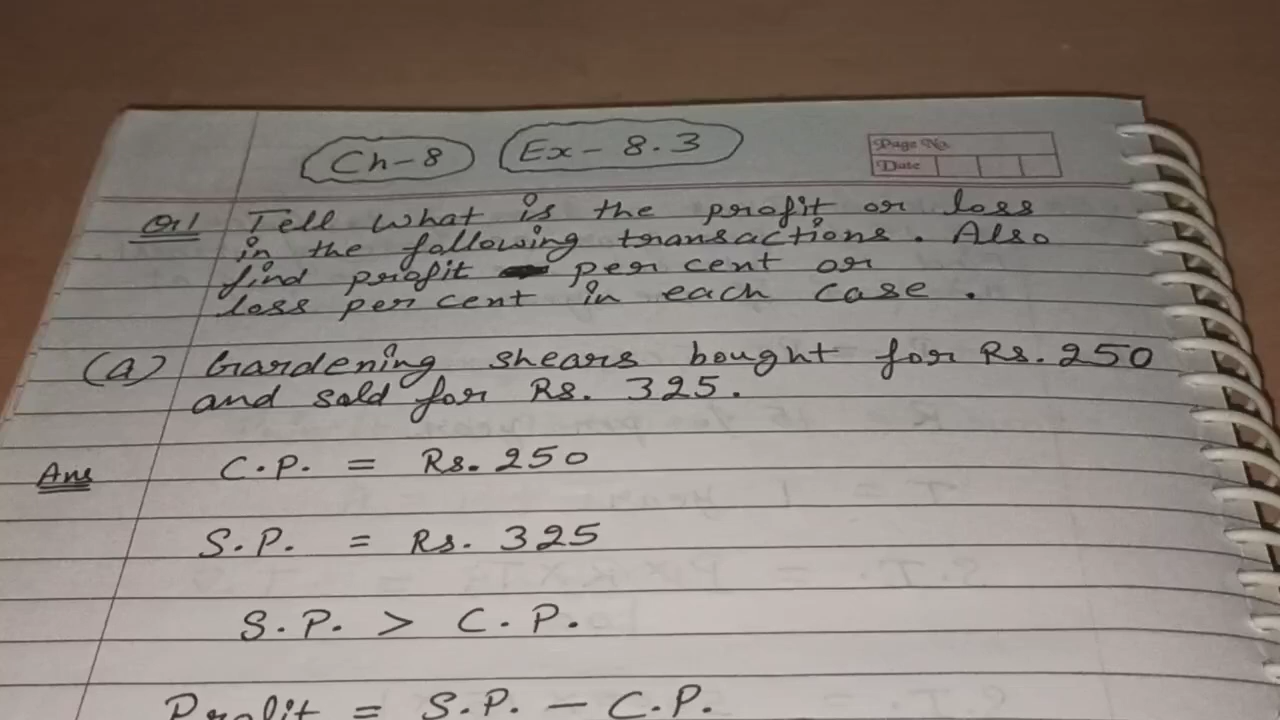 Ch-8 Ex-8.3
Page No.
Date
Q.1 Tell what is the profit or loss
in the following transactions. Also
find profit per cent or
loss per cent in each case.
(a) Gardening shears bought for Rs. 250
and sold for Rs. 325.
Ans C.P. = Rs. 250
S.P. = Rs. 325
S.P. > C.P.
Profit = S.P. - C.P.